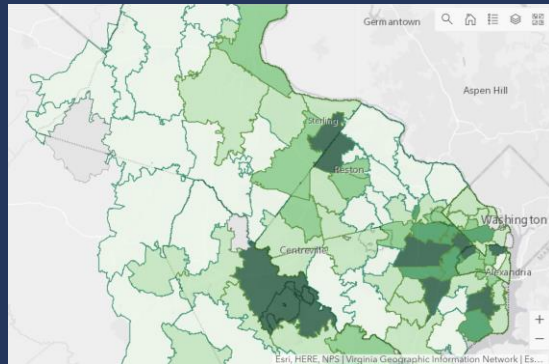 Germantown
Aspen Hill
Sterling
Reston
Washington
Centreville
Alexandria
+
−
Esri, HERE, NPS | Virginia Geographic Information Network | Es...